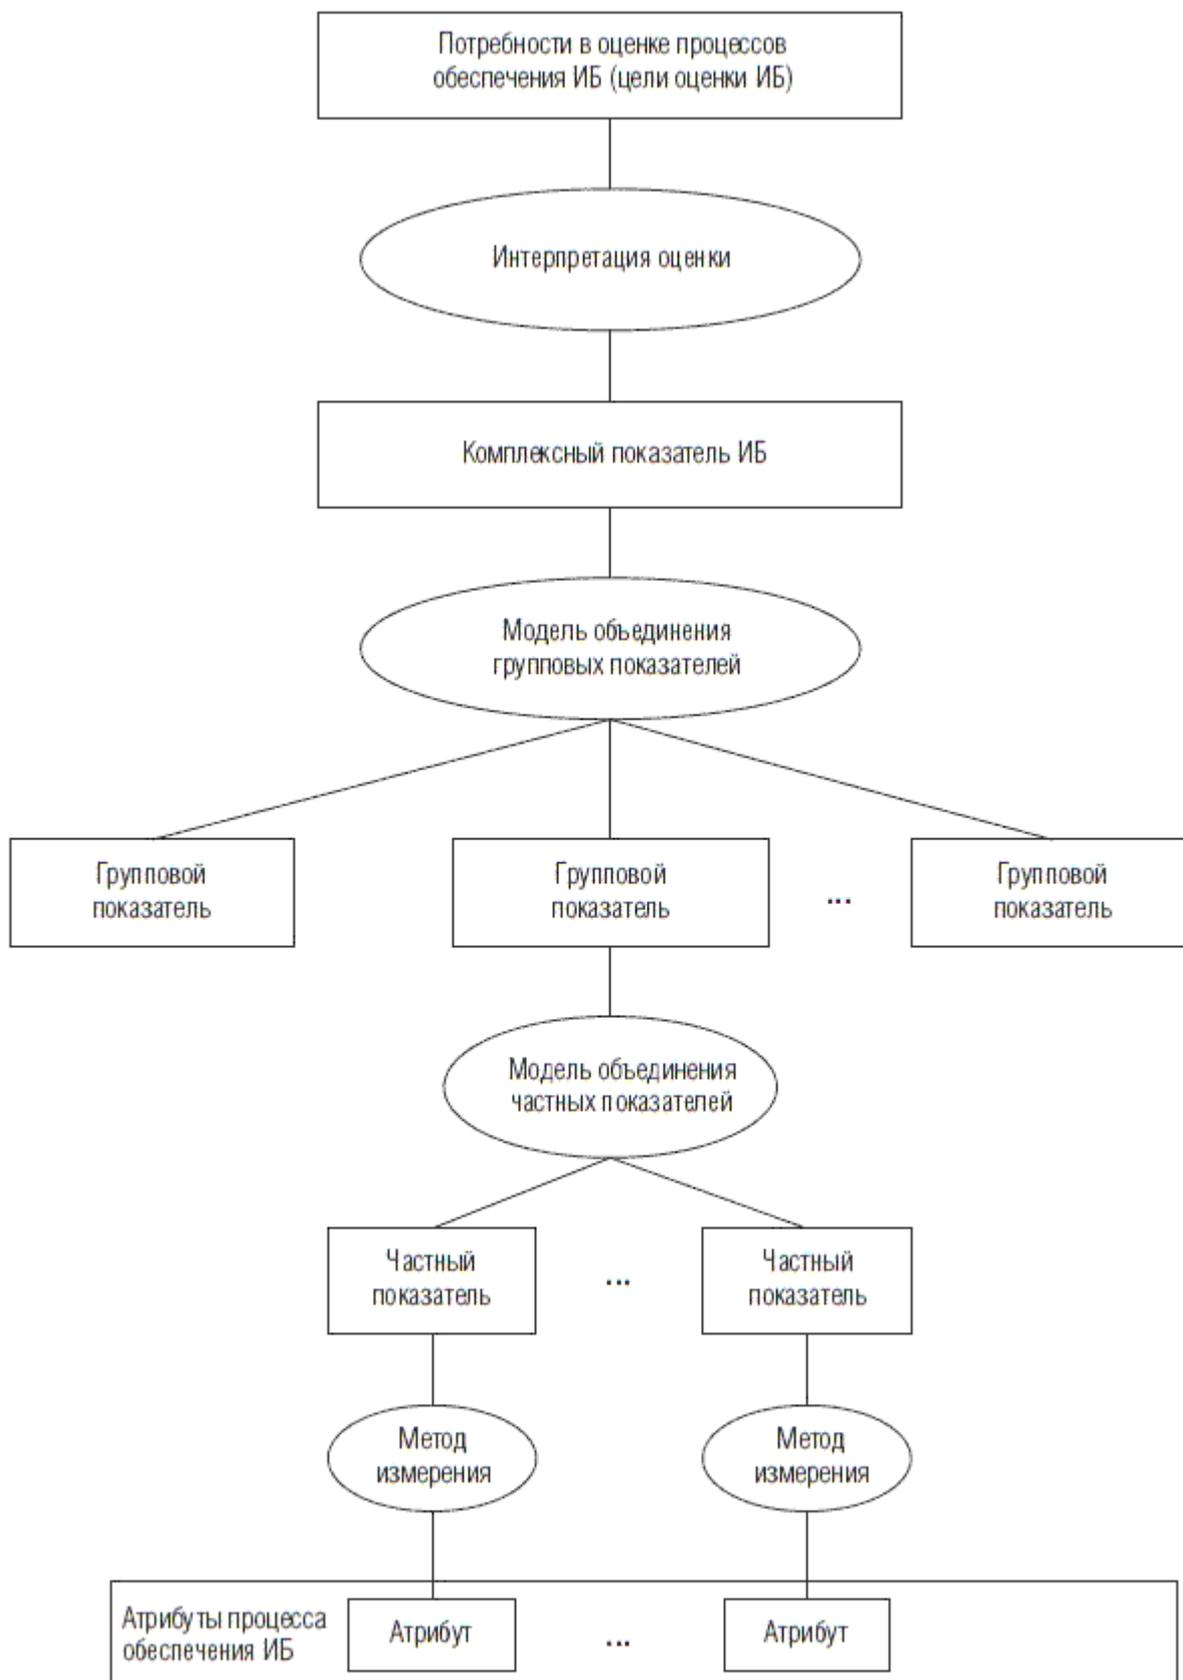 Потребности в оценке процессов
обеспечения ИБ (цели оценки ИБ)
Интерпретация оценки
Комплексный показатель ИБ
Модель объединения
групповых показателей
Групповой
показатель
Групповой
показатель
...
Групповой
показатель
Модель объединения
частных показателей
Частный
показатель
...
Частный
показатель
Метод
измерения
Метод
измерения
Атрибуты процесса
обеспечения ИБ
Атрибут
...
Атрибут